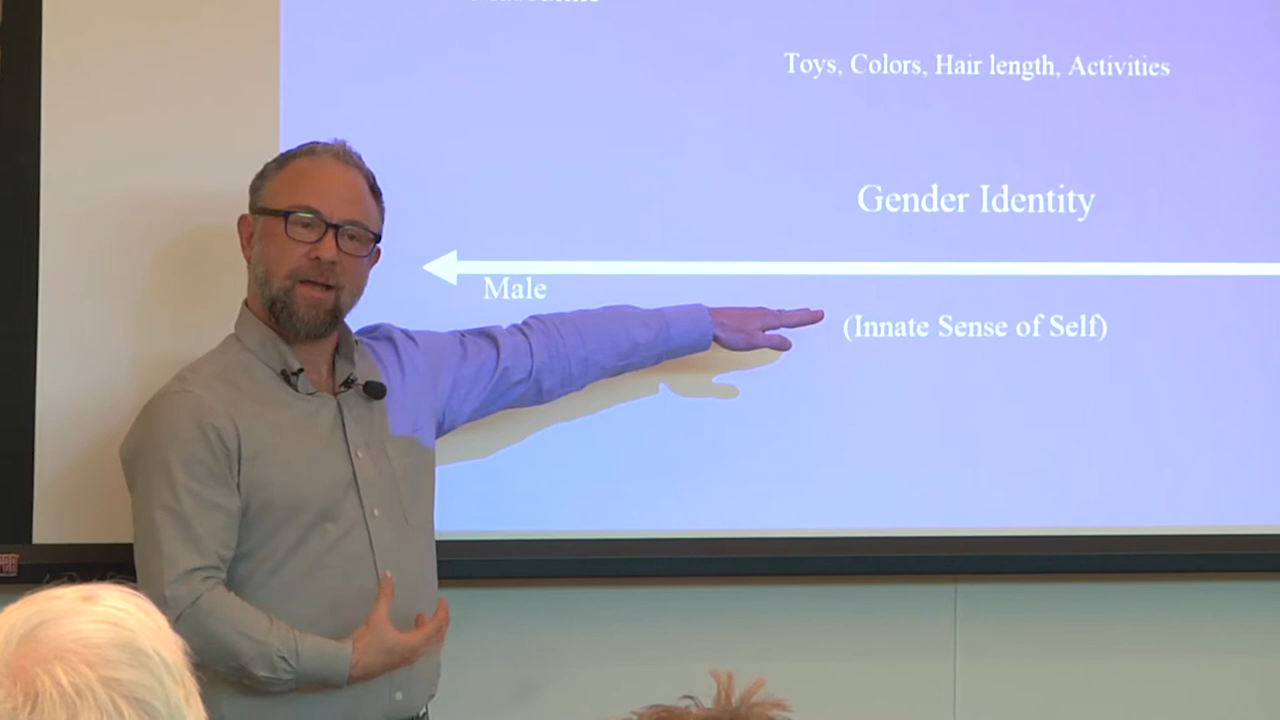 Toys, Colors, Hair length, Activities
Gender Identity
Male
(Innate Sense of Self)